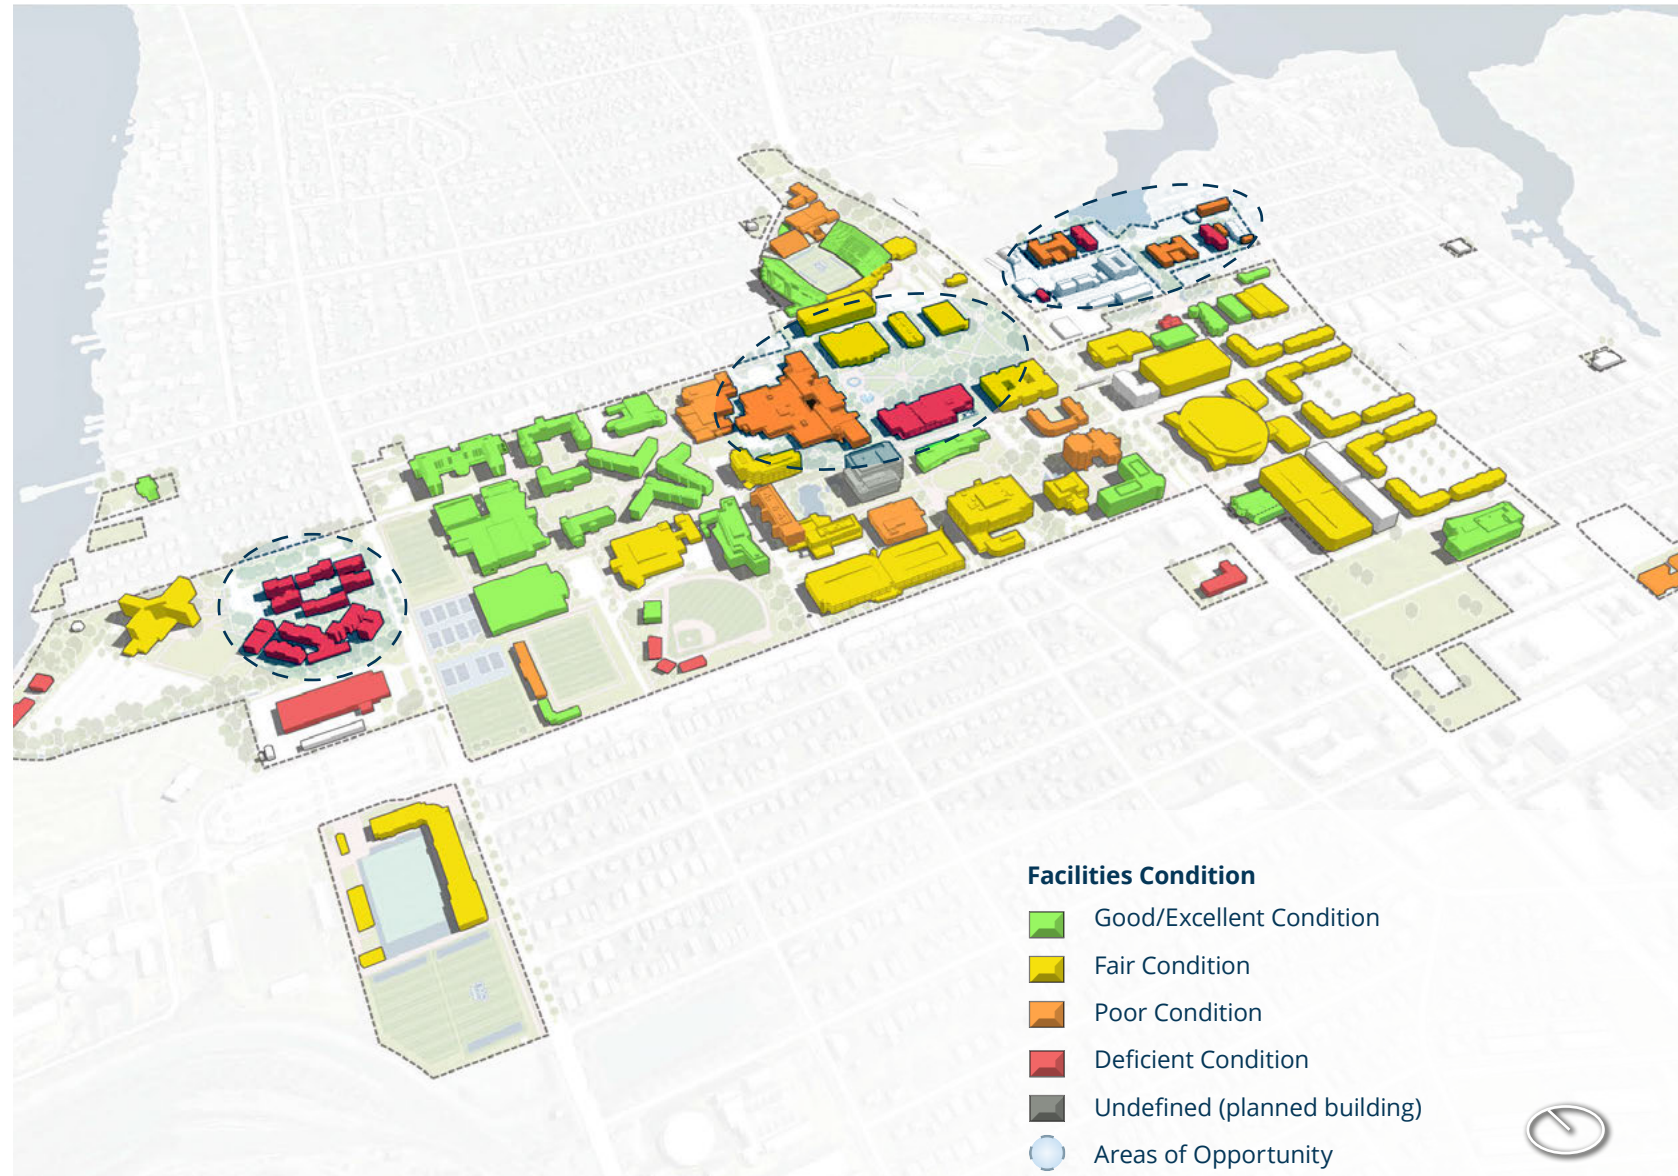 Facilities Condition
Good/Excellent Condition
Fair Condition
Poor Condition
Deficient Condition
Undefined (planned building)
Areas of Opportunity